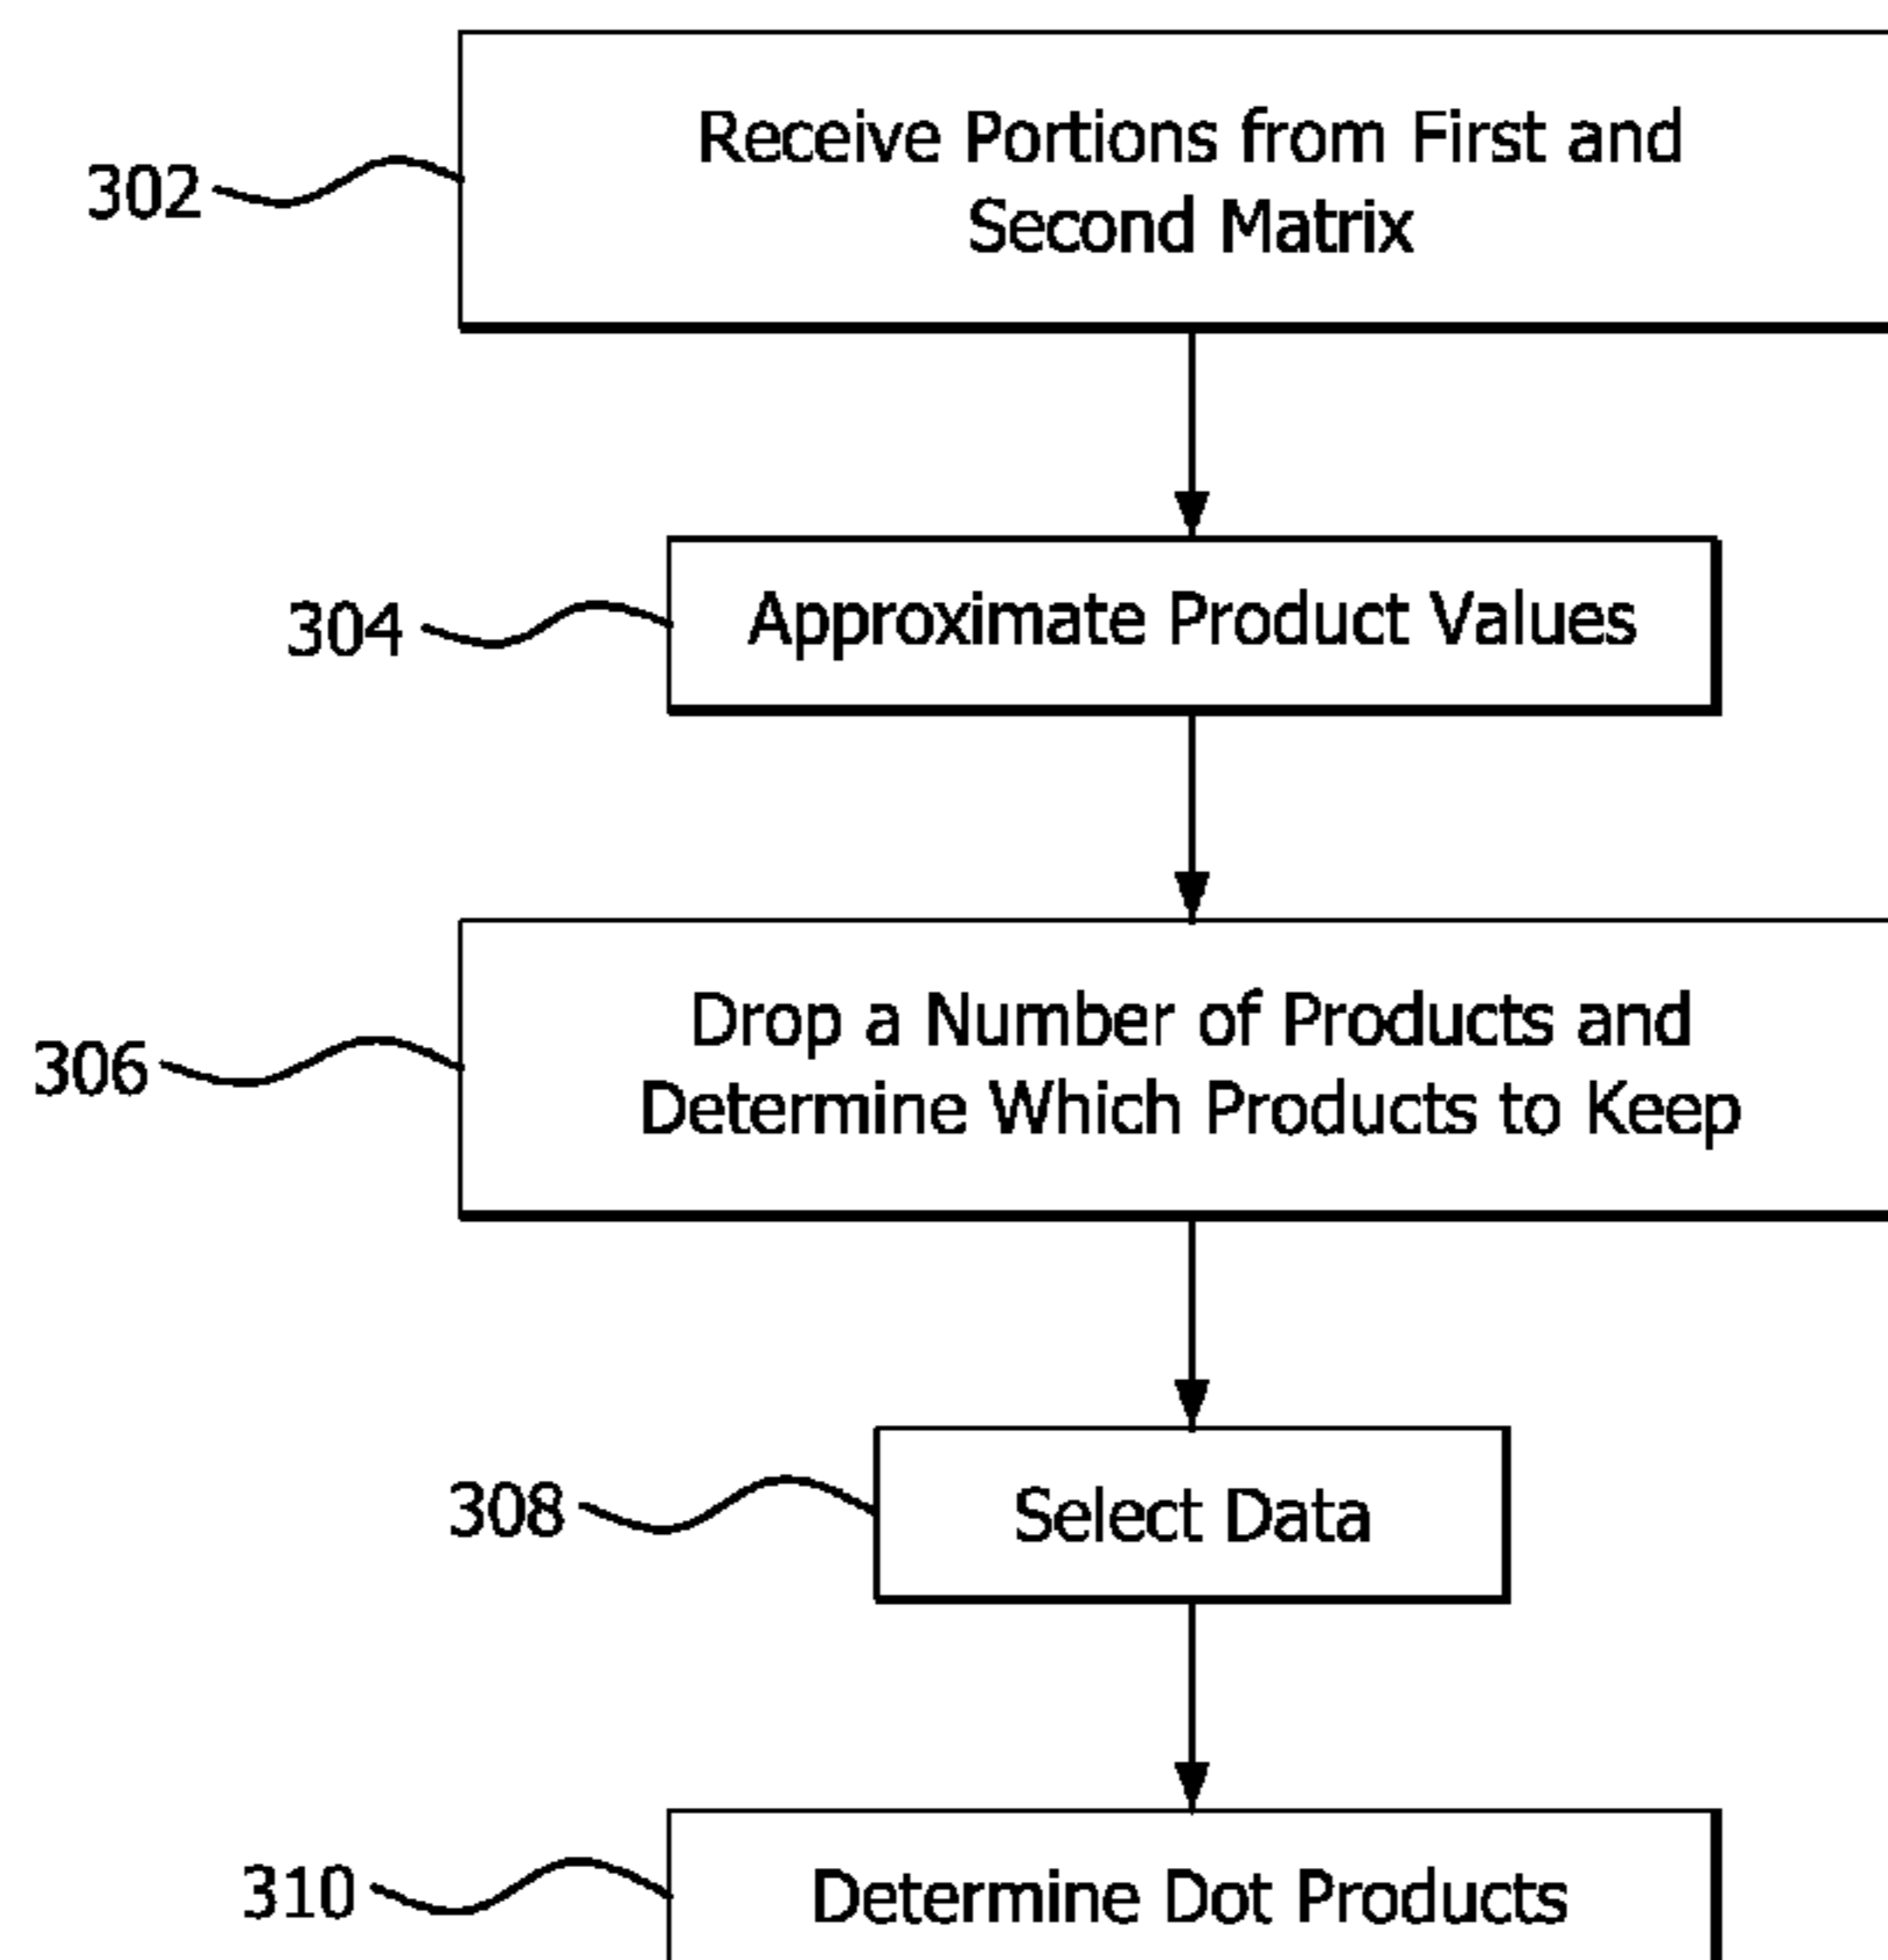 Receive Portions from First and
Second Matrix
302
Approximate Product Values
304
Drop a Number of Products and
Determine Which Products to Keep
306
Select Data
308
Determine Dot Products
310